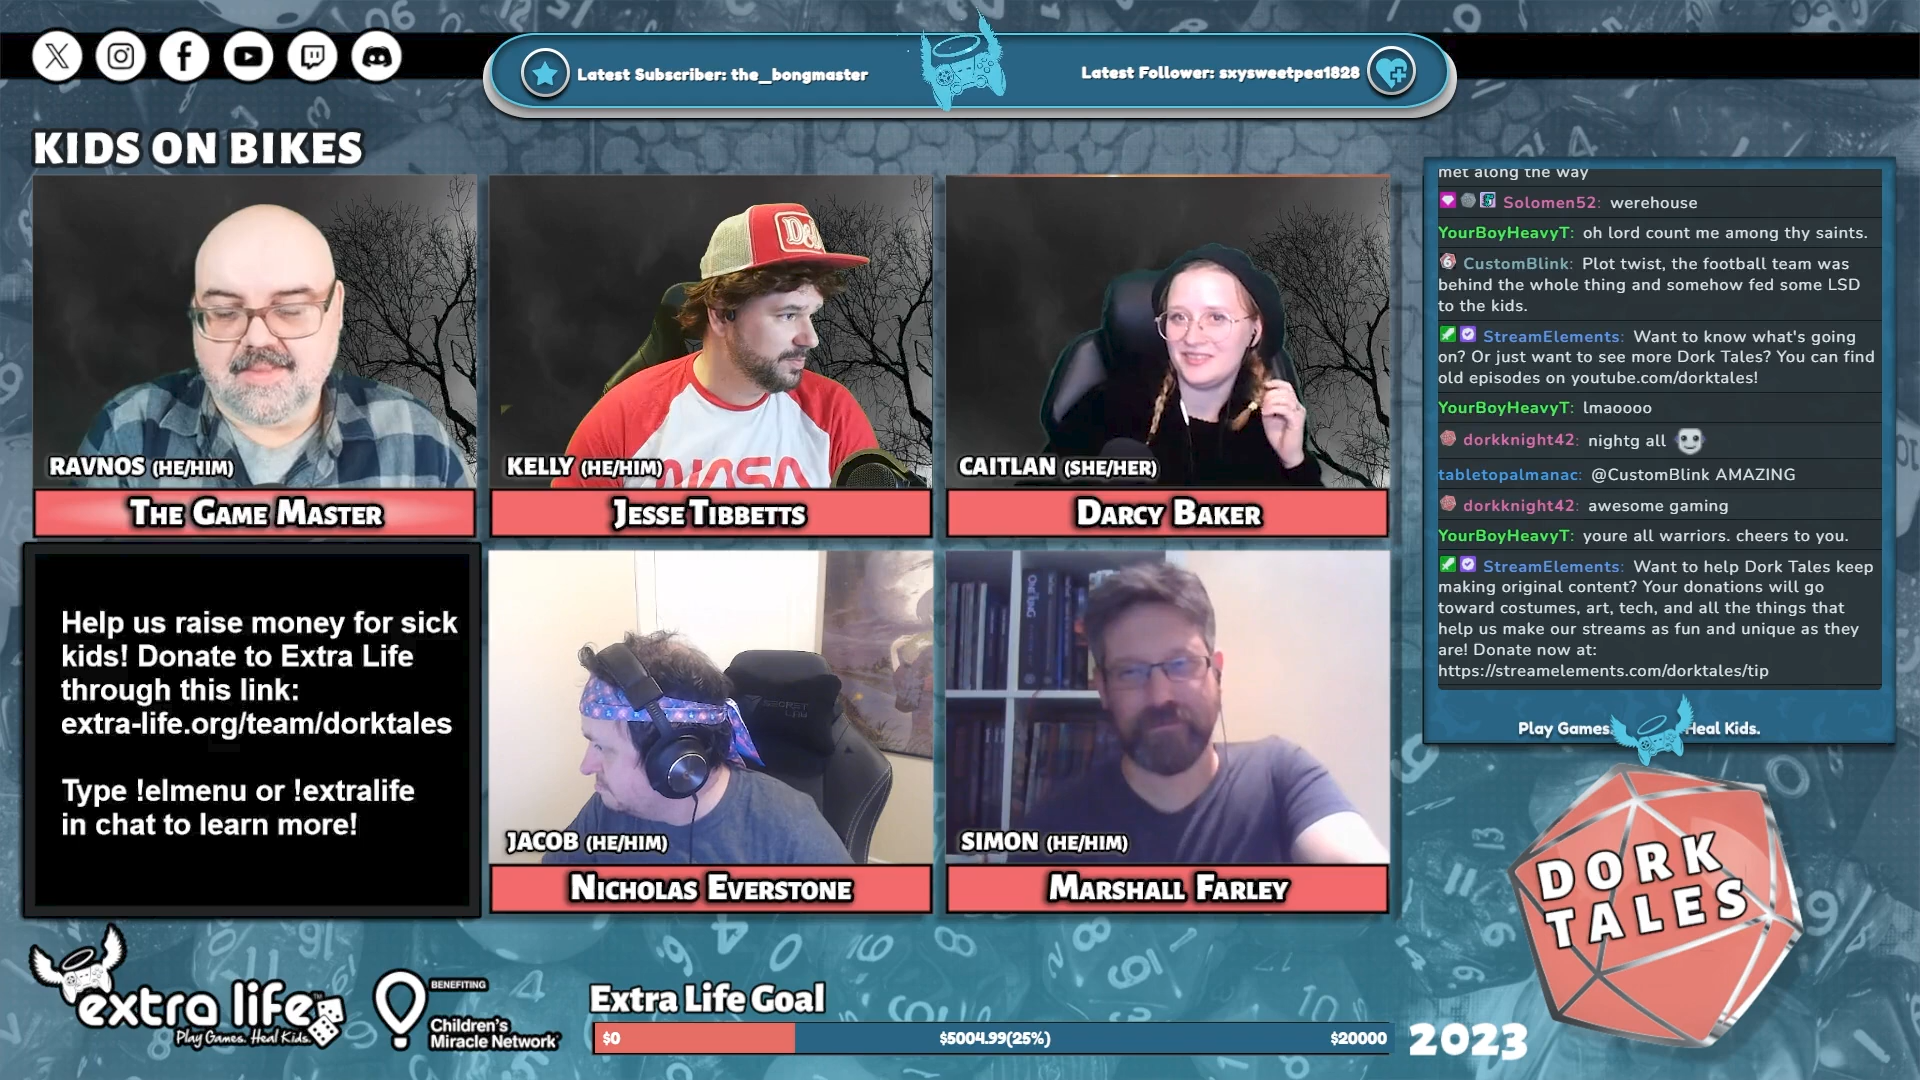 Latest Subscriber: the_bongmaster
Latest Follower: sxysweetpea1828
KIDS ON BIKES
RAVNOS (HE/HIM)
THE GAME MASTER
KELLY (HE/HIM)
JESSE TIBBETTS
CAITLAN (SHE/HER)
DARCY BAKER
Help us raise money for sick
kids! Donate to Extra Life
through this link:
extra-life.org/team/dorktales
Type !elmenu or !extralife
in chat to learn more!
JACOB (HE/HIM)
NICHOLAS EVERSTONE
SIMON (HE/HIM)
MARSHALL FARLEY
met along the way
Solomen52: werehouse
YourBoyHeavyT: oh lord count me among thy saints.
CustomBlink: Plot twist, the football team was
behind the whole thing and somehow fed some LSD
to the kids.
StreamElements: Want to know what's going
on? Or just want to see more Dork Tales? You can find
old episodes on youtube.com/dorktales!
YourBoyHeavyT: lmaoooo
dorkknight42: nightg all
tabletopalmanac: @CustomBlink AMAZING
dorkknight42: awesome gaming
YourBoyHeavyT: youre all warriors. cheers to you.
StreamElements: Want to help Dork Tales keep
making original content? Your donations will go
toward costumes, art, tech, and all the things that
help us make our streams as fun and unique as they
are! Donate now at:
https://streamelements.com/dorktales/tip
Play Games. Heal Kids.
DORK
TALES
extra life
Play Games. Heal Kids.
BENEFITING
Children's
Miracle Network
Extra Life Goal
$0
$5004.99(25%)
$20000
2023
NASA
SECRET
LAB